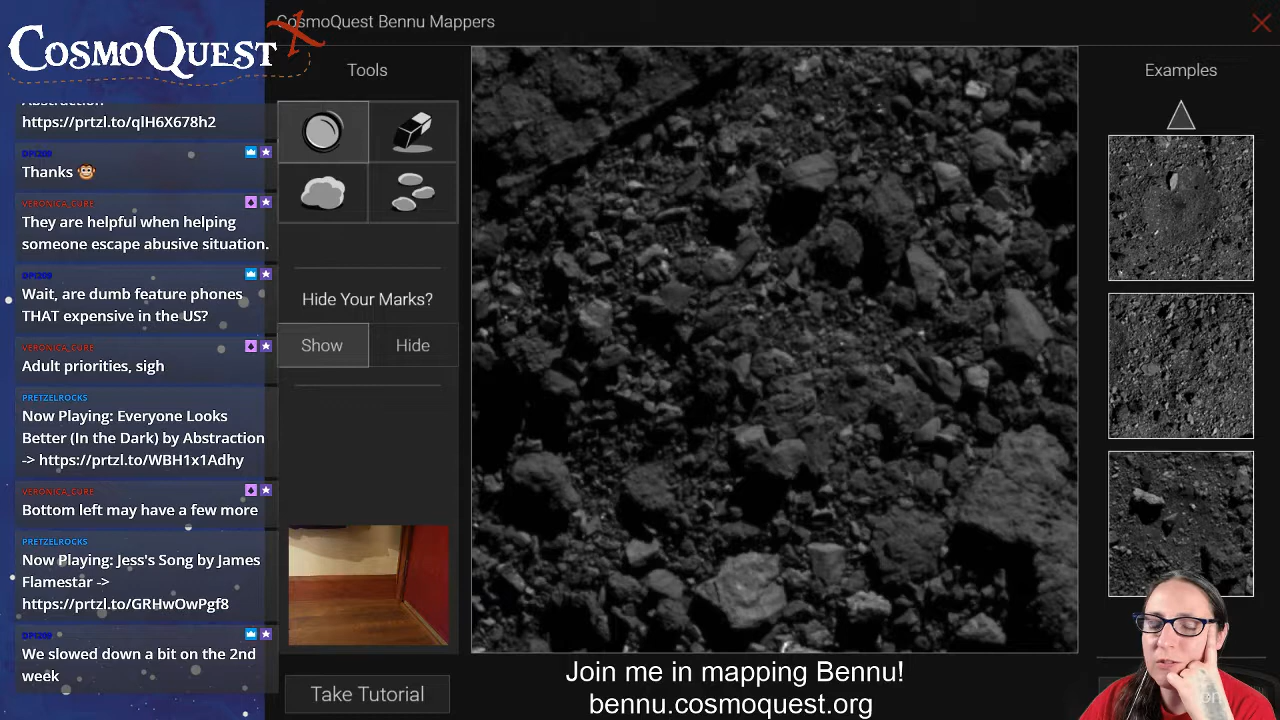 CosmoQuest Bennu Mappers
COSMOQUEST X
Tools
Examples
Abstraction
https://prtzl.to/qlH6X678h2
Thanks 🐵
VERONICA_CURE
They are helpful when helping
someone escape abusive situation.
Wait, are dumb feature phones
THAT expensive in the US?
VERONICA_CURE
Adult priorities, sigh
PRETZELROCKS
Now Playing: Everyone Looks
Better (In the Dark) by Abstraction
-> https://prtzl.to/WBH1x1Adhy
VERONICA_CURE
Bottom left may have a few more
PRETZELROCKS
Now Playing: Jess's Song by James
Flamestar ->
https://prtzl.to/GRHwOwPgf8
We slowed down a bit on the 2nd
week
Hide Your Marks?
Show
Hide
Take Tutorial
Join me in mapping Bennu!
bennu.cosmoquest.org